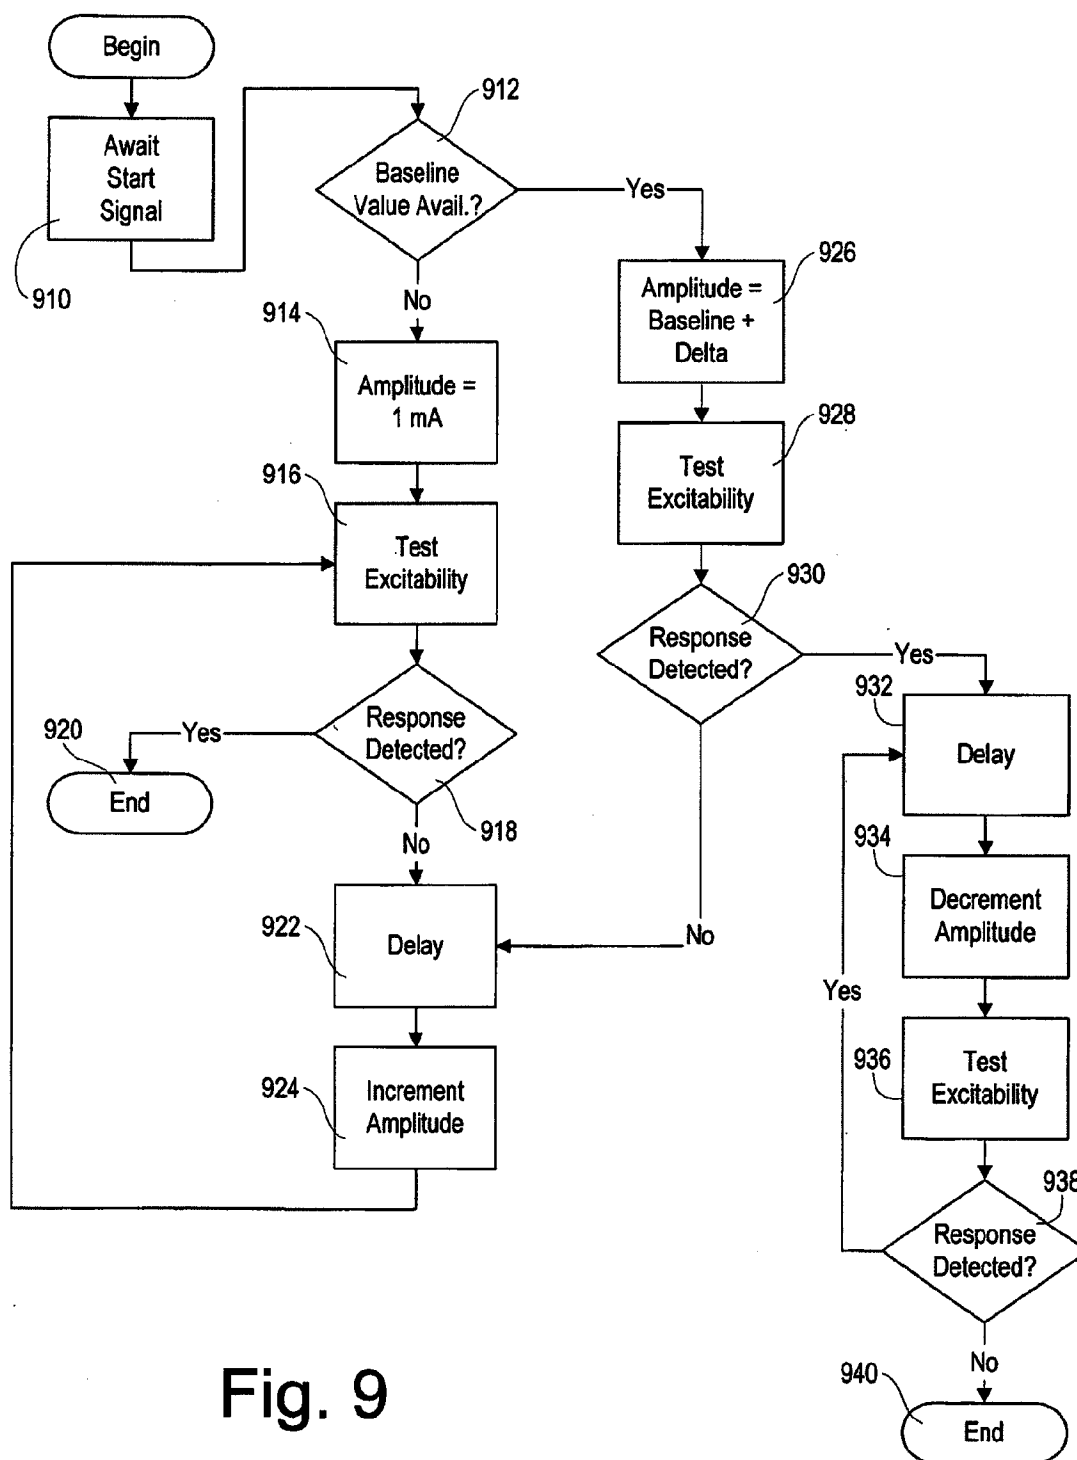 Begin
Await
Start
Signal
910
912
Baseline
Value Avail.?
Yes
No
914
Amplitude =
1 mA
916
Test
Excitability
Response
Detected?
918
Yes
920
End
No
922
Delay
924
Increment
Amplitude
926
Amplitude =
Baseline +
Delta
928
Test
Excitability
930
Response
Detected?
Yes
No
932
Delay
934
Decrement
Amplitude
936
Test
Excitability
938
Response
Detected?
Yes
No
940
End
Fig. 9